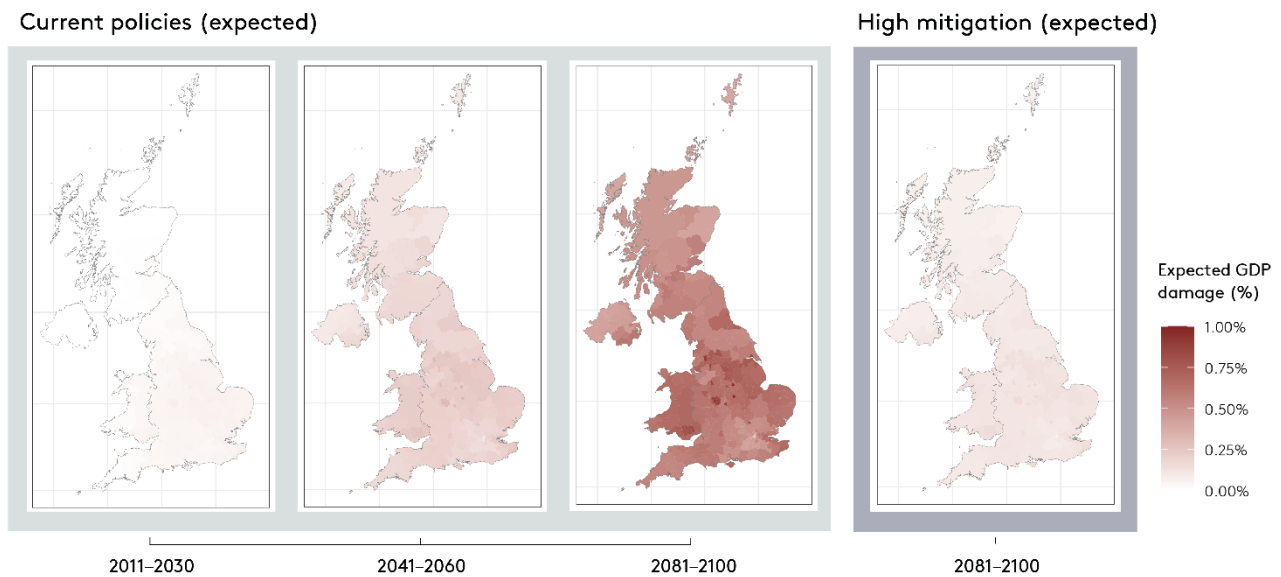 Current policies (expected)
High mitigation (expected)
Expected GDP
damage (%)
1.00%
0.75%
0.50%
0.25%
0.00%
2011–2030
2041–2060
2081–2100
2081–2100